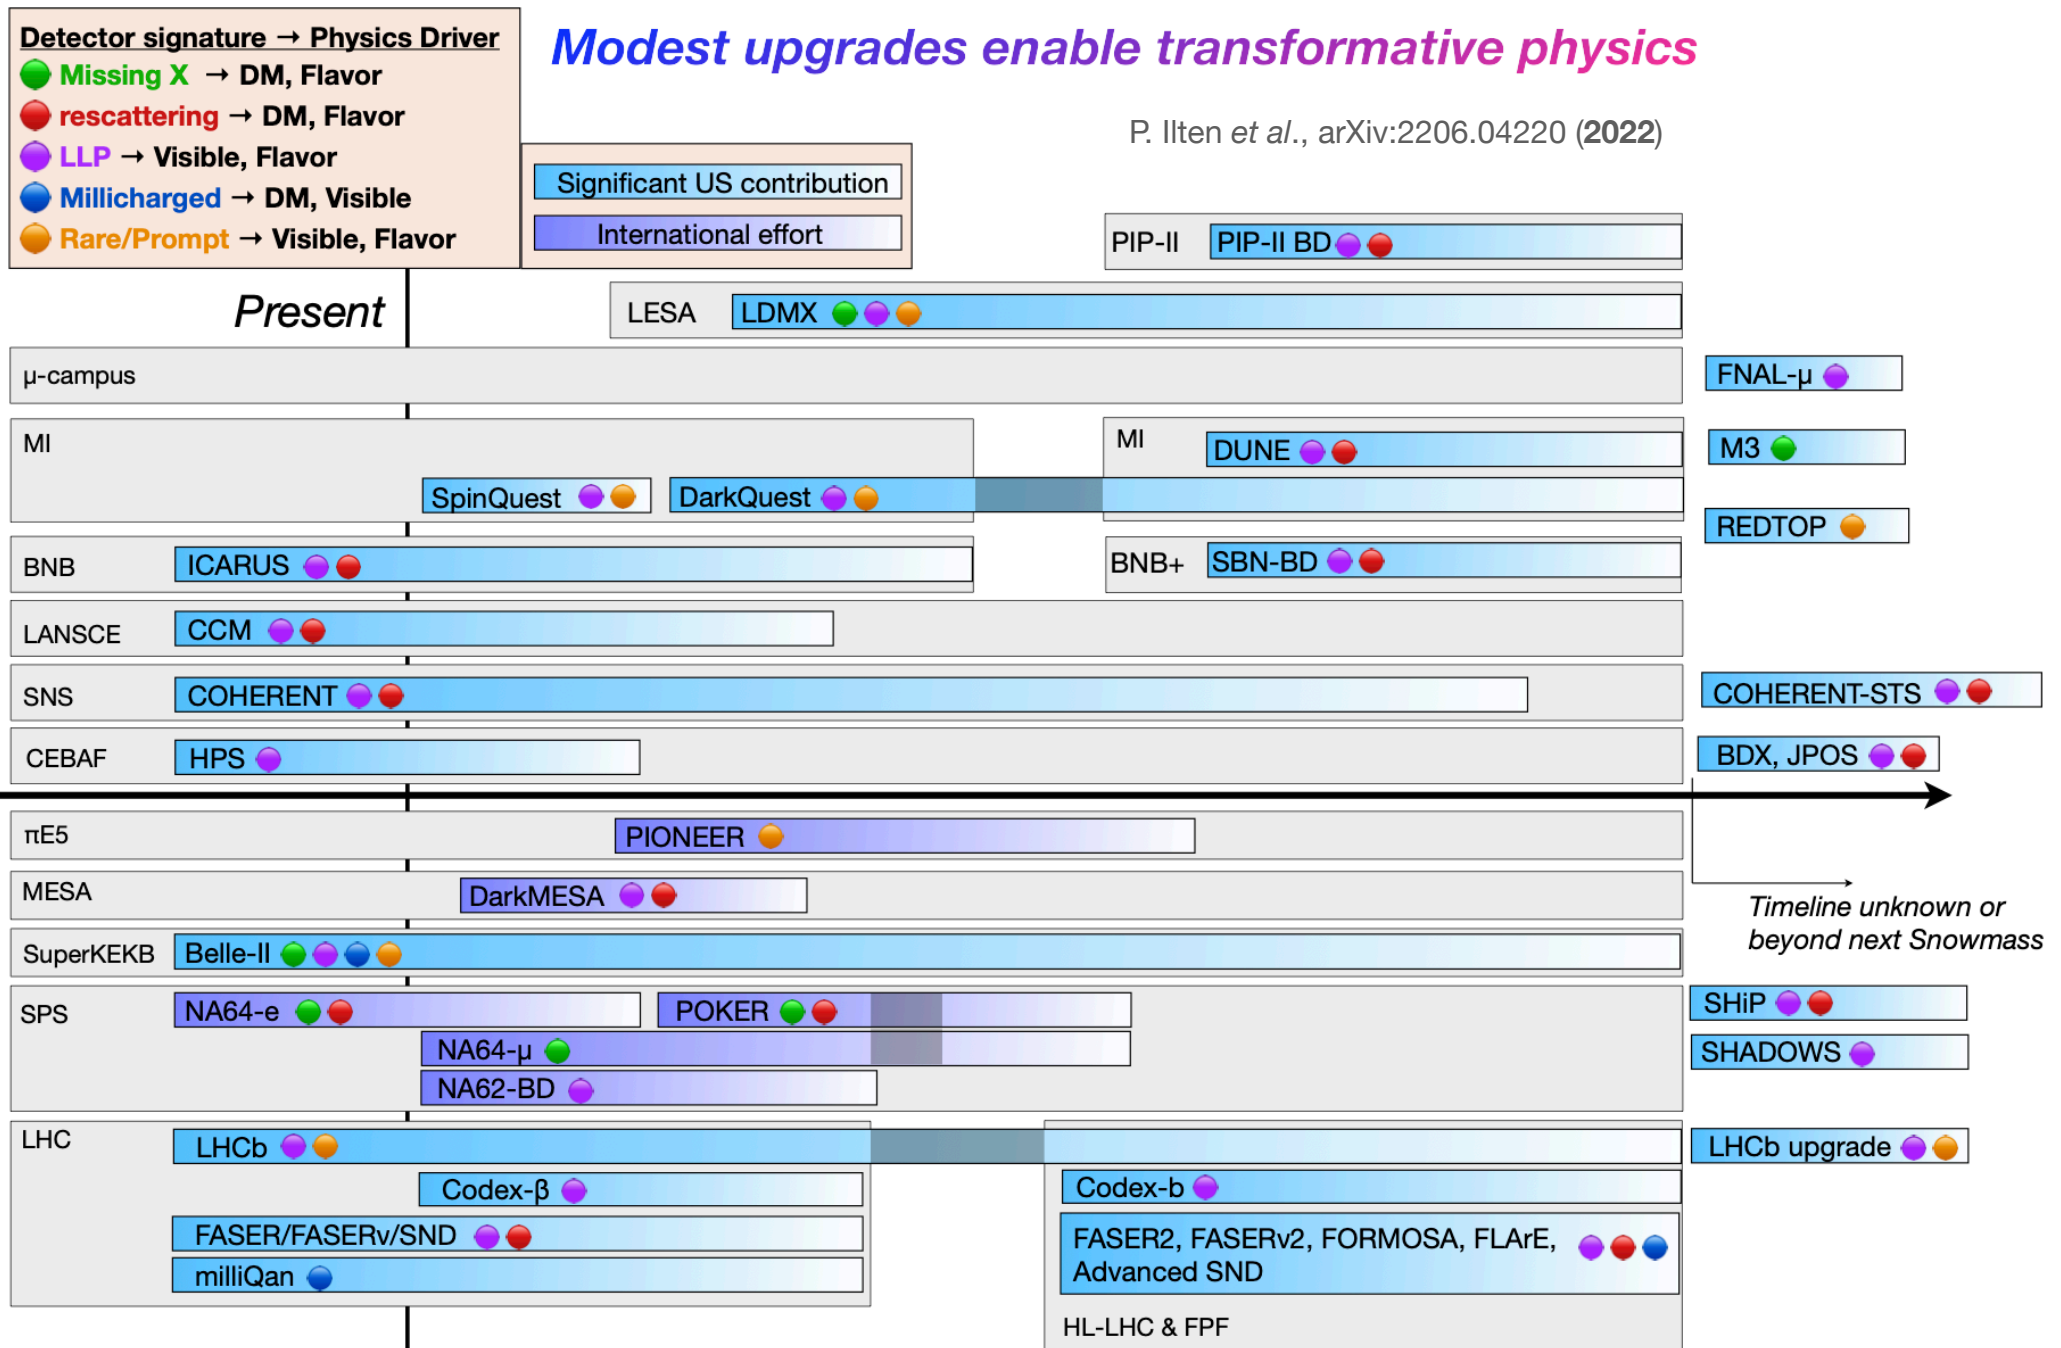 Detector signature → Physics Driver
Missing X → DM, Flavor
rescattering → DM, Flavor
LLP → Visible, Flavor
Millicharged → DM, Visible
Rare/Prompt → Visible, Flavor
Modest upgrades enable transformative physics
P. Ilten et al., arXiv:2206.04220 (2022)
Significant US contribution
International effort
PIP-II
PIP-II BD
Present
LESA
LDMX
μ-campus
FNAL-μ
MI
MI
DUNE
M3
SpinQuest
DarkQuest
REDTOP
BNB
ICARUS
BNB+
SBN-BD
LANSCE
CCM
SNS
COHERENT
COHERENT-STS
CEBAF
HPS
BDX, JPOS
πE5
PIONEER
MESA
DarkMESA
Timeline unknown or
beyond next Snowmass
SuperKEKB
Belle-II
SPS
NA64-e
POKER
SHiP
NA64-μ
SHADOWS
NA62-BD
LHC
LHCb
LHCb upgrade
Codex-β
Codex-b
FASER/FASERν/SND
FASER2, FASERν2, FORMOSA, FLArE,
Advanced SND
milliQan
HL-LHC & FPF